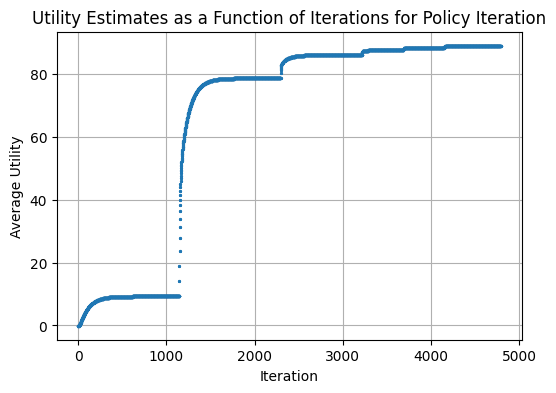 Utility Estimates as a Function of Iterations for Policy Iteration
80
60
40
20
0
Average Utility
0 1000 2000 3000 4000 5000
Iteration